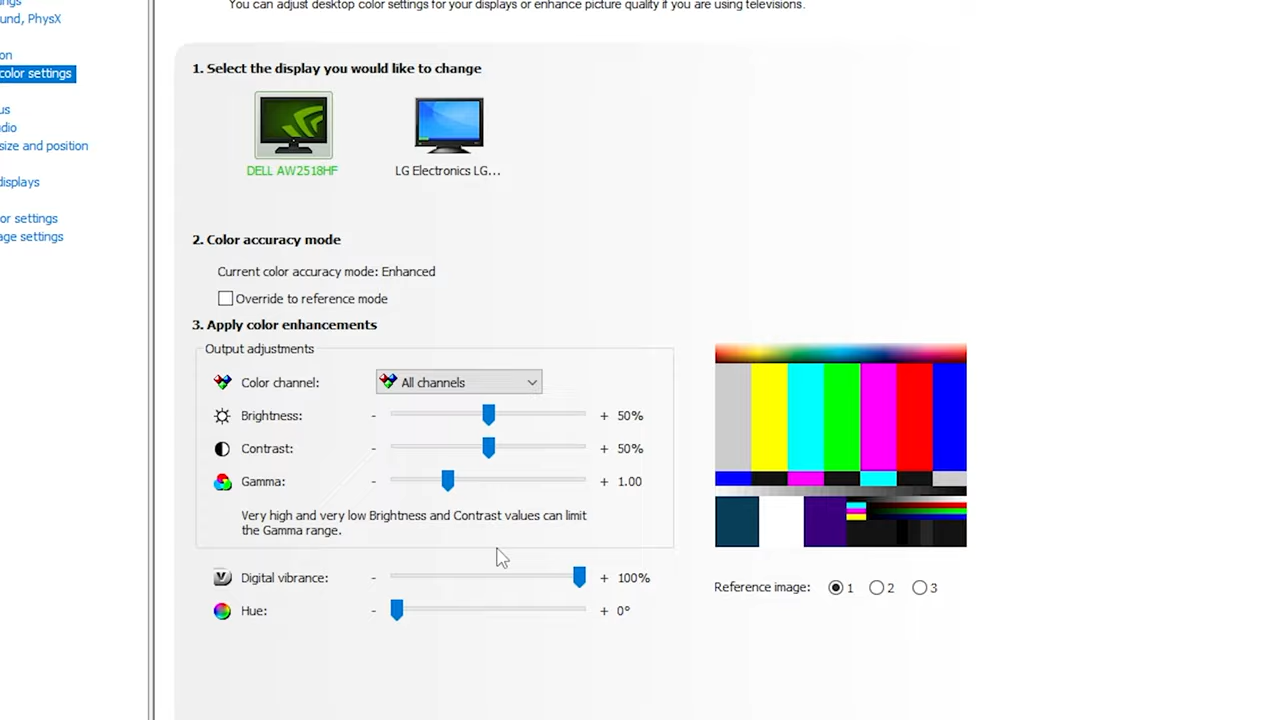 You can adjust desktop color settings for your displays or enhance picture quality if you are using televisions.
ound, PhysX
on
color settings
us
dio
size and position
displays
or settings
age settings
1. Select the display you would like to change
DELL AW2518HF
LG Electronics LG...
2. Color accuracy mode
Current color accuracy mode: Enhanced
Override to reference mode
3. Apply color enhancements
Output adjustments
Color channel: All channels
Brightness: - + 50%
Contrast: - + 50%
Gamma: - + 1.00
Very high and very low Brightness and Contrast values can limit
the Gamma range.
Digital vibrance: - + 100%
Hue: - + 0°
Reference image: 1 2 3